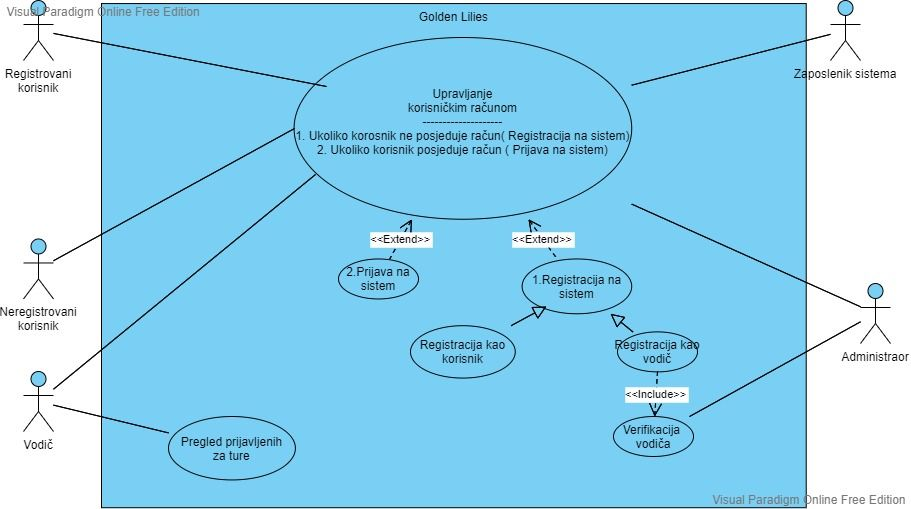 Visual Paradigm Online Free Edition
Golden Lilies
Registrovani
korisnik
Zaposlenik sistema
Upravljanje
korisničkim računom
--------------------
1. Ukoliko korosnik ne posjeduje račun( Registracija na sistem)
2. Ukoliko korisnik posjeduje račun ( Prijava na sistem)
<<Extend>>
<<Extend>>
2.Prijava na
sistem
1.Registracija na
sistem
Neregistrovani
korisnik
Registracija kao
korisnik
Registracija kao
vodič
Administraor
<<Include>>
Vodič
Pregled prijavljenih
za ture
Verifikacija
vodiča
Visual Paradigm Online Free Edition